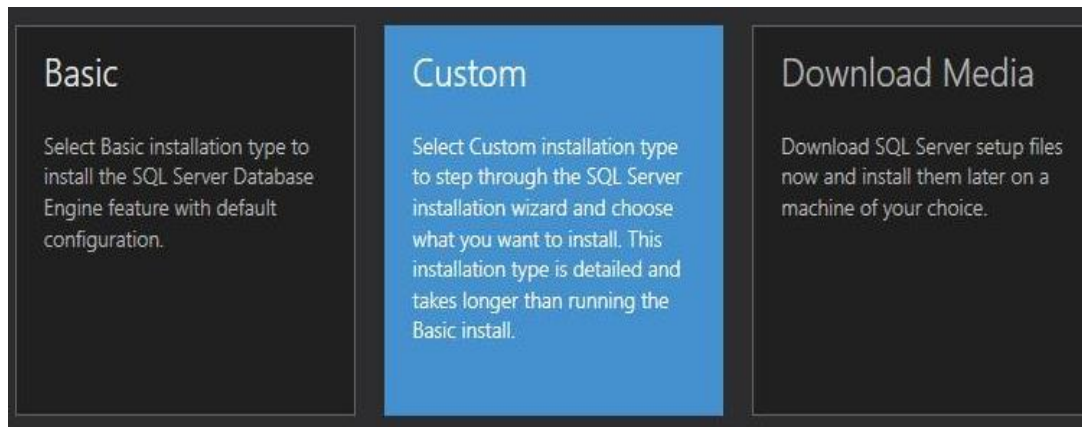 Basic
Select Basic installation type to
install the SQL Server Database
Engine feature with default
configuration.
Custom
Select Custom installation type
to step through the SQL Server
installation wizard and choose
what you want to install. This
installation type is detailed and
takes longer than running the
Basic install.
Download Media
Download SQL Server setup files
now and install them later on a
machine of your choice.